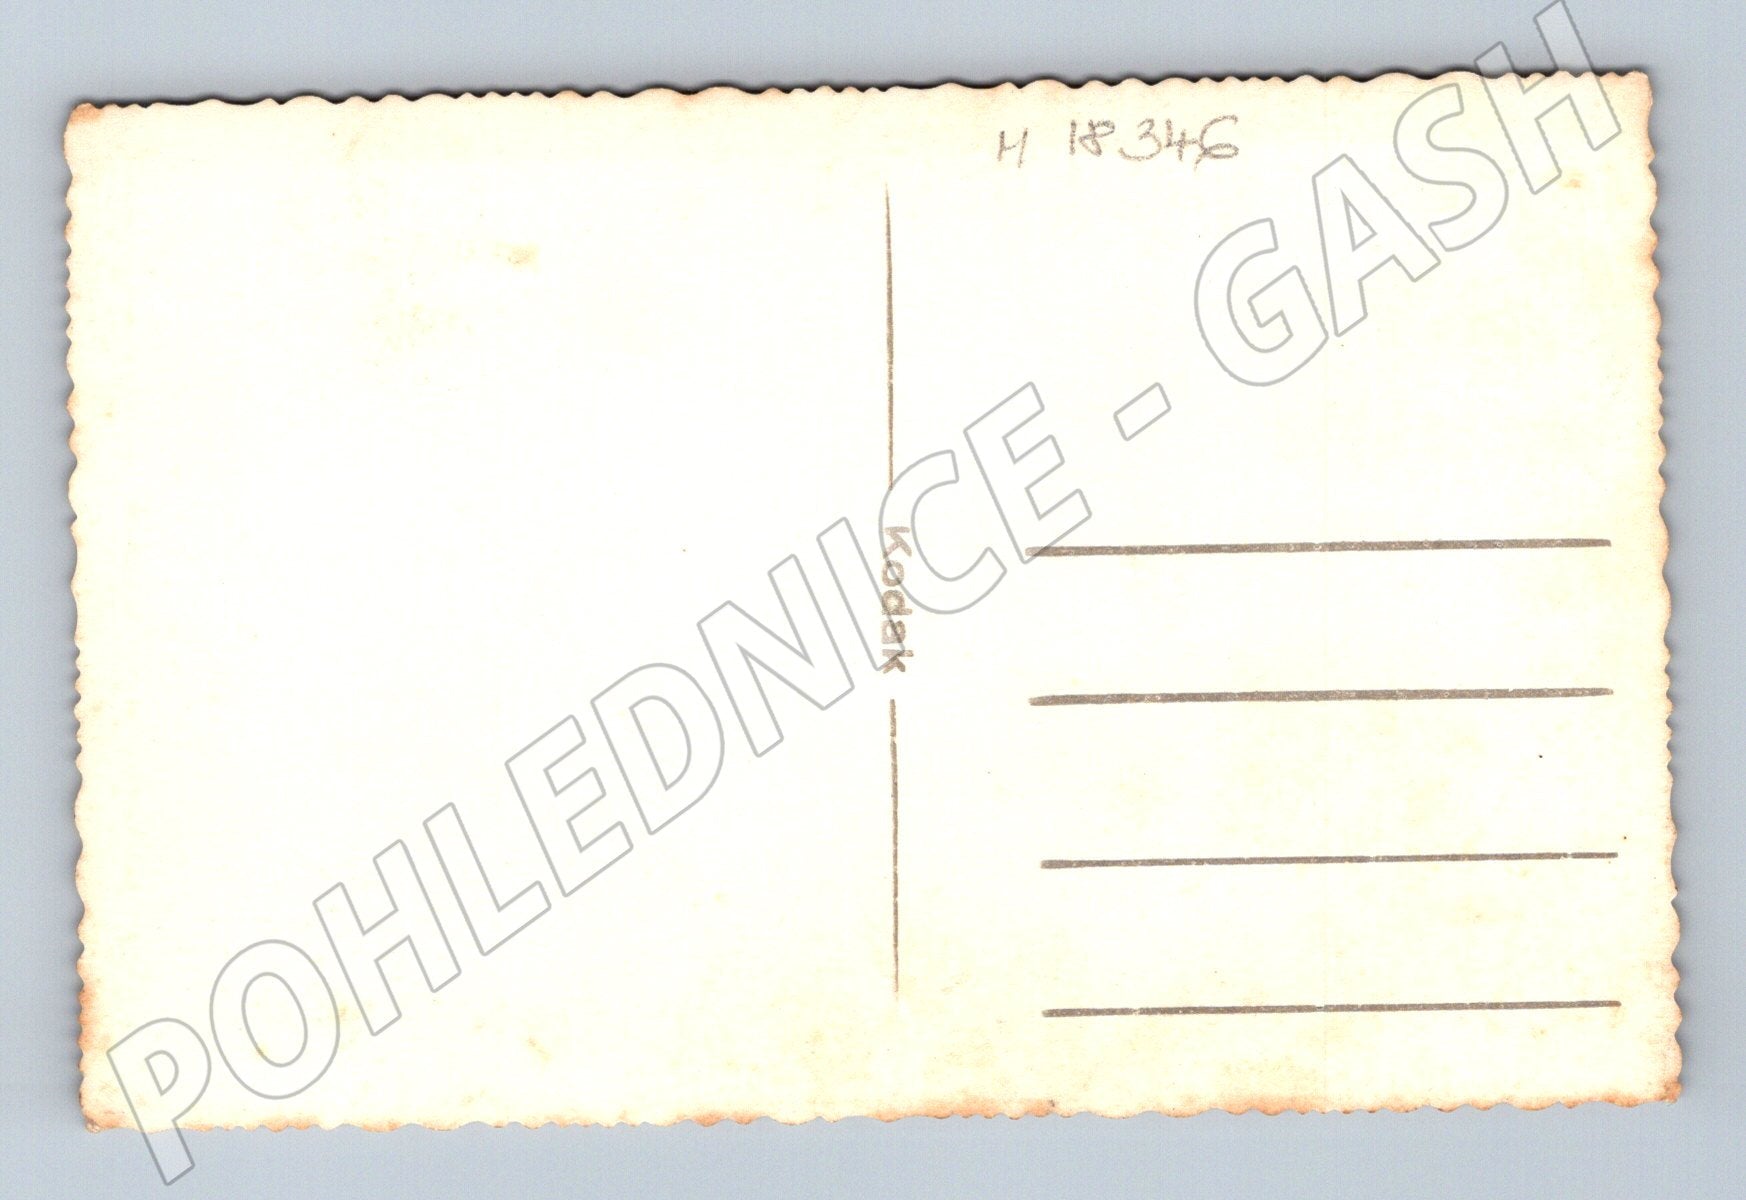 H 18346
Kodak
POHLEDNICE - GASH